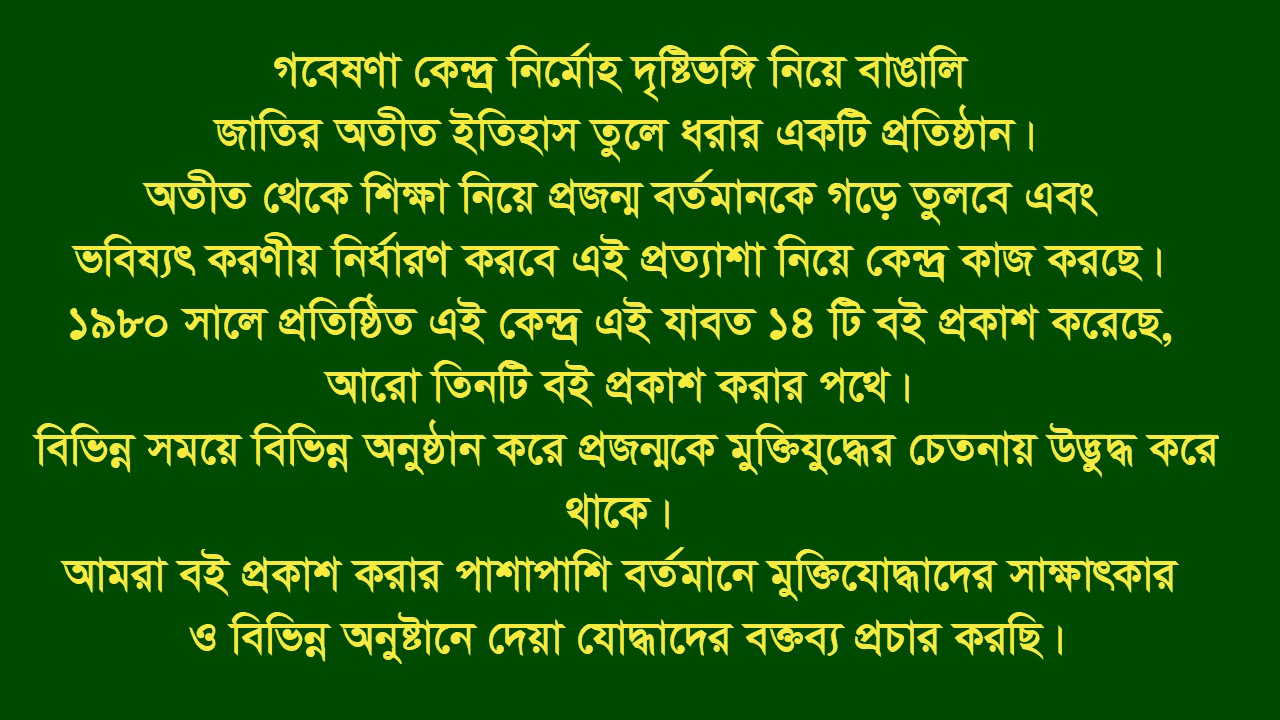 গবেষণা কেন্দ্র নির্মোহ দৃষ্টিভঙ্গি নিয়ে বাঙালি
জাতির অতীত ইতিহাস তুলে ধরার একটি প্রতিষ্ঠান।
অতীত থেকে শিক্ষা নিয়ে প্রজন্ম বর্তমানকে গড়ে তুলবে এবং
ভবিষ্যৎ করণীয় নির্ধারণ করবে এই প্রত্যাশা নিয়ে কেন্দ্র কাজ করছে।
১৯৮০ সালে প্রতিষ্ঠিত এই কেন্দ্র এই যাবত ১৪ টি বই প্রকাশ করেছে,
আরো তিনটি বই প্রকাশ করার পথে।
বিভিন্ন সময়ে বিভিন্ন অনুষ্ঠান করে প্রজন্মকে মুক্তিযুদ্ধের চেতনায় উদ্ভুদ্ধ করে
থাকে।
আমরা বই প্রকাশ করার পাশাপাশি বর্তমানে মুক্তিযোদ্ধাদের সাক্ষাৎকার
ও বিভিন্ন অনুষ্টানে দেয়া যোদ্ধাদের বক্তব্য প্রচার করছি।